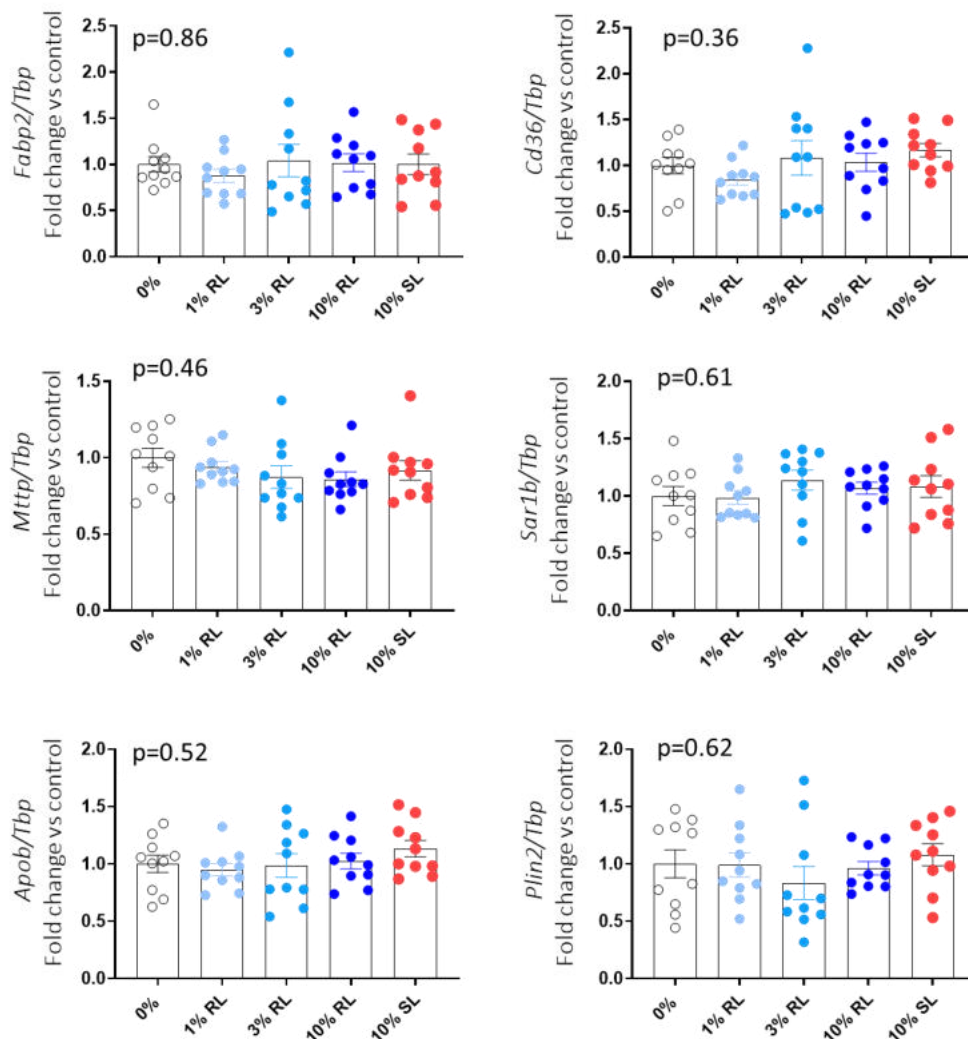 Fabp2/Tbp
Fold change vs control
p=0.86
2.5
2.0
1.5
1.0
0.5
0.0
0%
1% RL
3% RL
10% RL
10% SL
Cd36/Tbp
Fold change vs control
p=0.36
2.5
2.0
1.5
1.0
0.5
0.0
0%
1% RL
3% RL
10% RL
10% SL
Mttp/Tbp
Fold change vs control
p=0.46
1.5
1.0
0.5
0.0
0%
1% RL
3% RL
10% RL
10% SL
Sar1b/Tbp
Fold change vs control
p=0.61
2.0
1.5
1.0
0.5
0.0
0%
1% RL
3% RL
10% RL
10% SL
Apob/Tbp
Fold change vs control
p=0.52
2.0
1.5
1.0
0.5
0.0
0%
1% RL
3% RL
10% RL
10% SL
Plin2/Tbp
Fold change vs control
p=0.62
2.0
1.5
1.0
0.5
0.0
0%
1% RL
3% RL
10% RL
10% SL